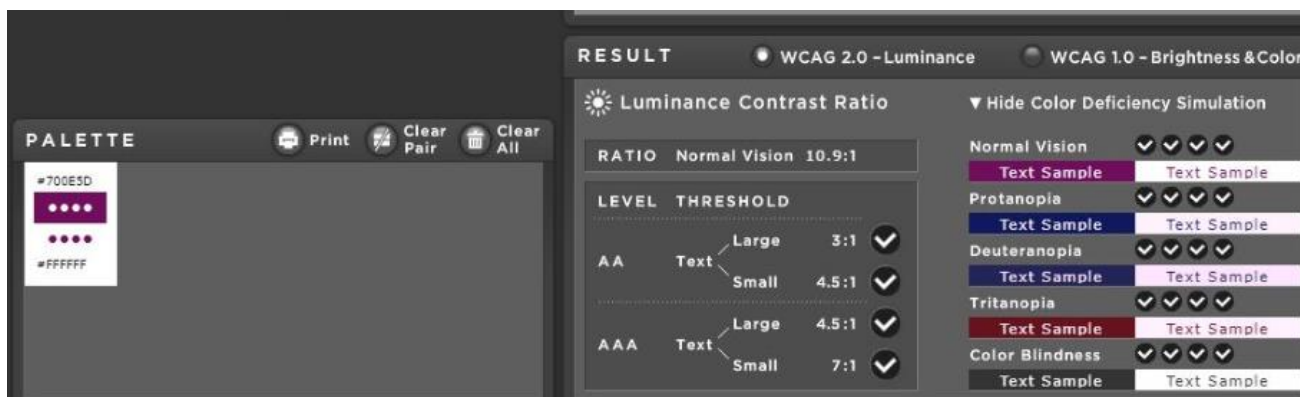 RESULT WCAG 2.0 - Luminance WCAG 1.0 - Brightness & Color
Luminance Contrast Ratio
▼ Hide Color Deficiency Simulation
PALETTE Print Clear Pair Clear All
#700E5D
#FFFFFF
RATIO Normal Vision 10.9:1
LEVEL THRESHOLD
AA Text Large 3:1
Small 4.5:1
AAA Text Large 4.5:1
Small 7:1
Normal Vision
Text Sample Text Sample
Protanopia
Text Sample Text Sample
Deuteranopia
Text Sample Text Sample
Tritanopia
Text Sample Text Sample
Color Blindness
Text Sample Text Sample